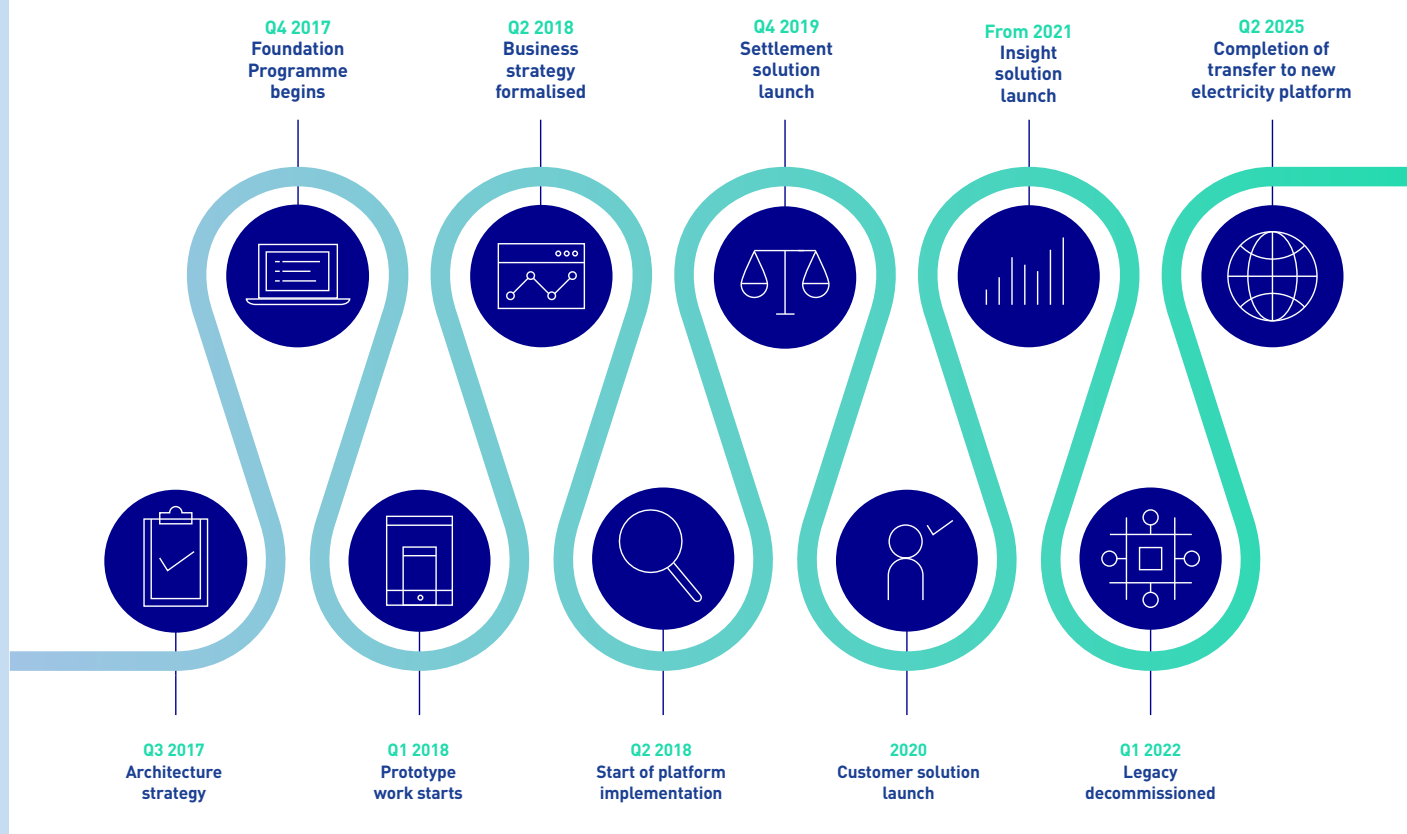 Q4 2017
Foundation
Programme
begins
Q2 2018
Business
strategy
formalised
Q4 2019
Settlement
solution
launch
From 2021
Insight
solution
launch
Q2 2025
Completion of
transfer to new
electricity platform
Q3 2017
Architecture
strategy
Q1 2018
Prototype
work starts
Q2 2018
Start of platform
implementation
2020
Customer solution
launch
Q1 2022
Legacy
decommissioned